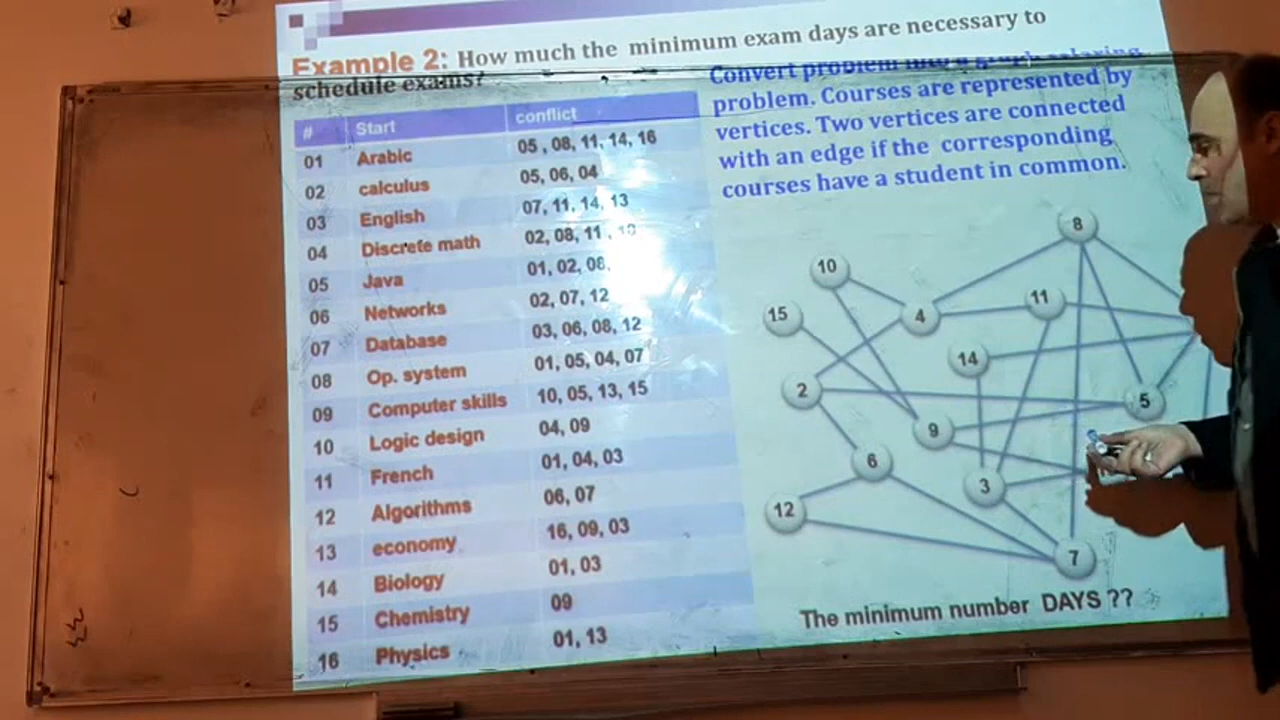 Example 2: How much the minimum exam days are necessary to
schedule exams?
Convert problem into a graph coloring
problem. Courses are represented by
vertices. Two vertices are connected
with an edge if the corresponding
courses have a student in common.
# Start conflict
01 Arabic 05 , 08, 11, 14, 16
02 calculus 05, 06, 04
03 English 07, 11, 14, 13
04 Discrete math 02, 08, 11 , 10
05 Java 01, 02, 08,
06 Networks 02, 07, 12
07 Database 03, 06, 08, 12
08 Op. system 01, 05, 04, 07
09 Computer skills 10, 05, 13, 15
10 Logic design 04, 09
11 French 01, 04, 03
12 Algorithms 06, 07
13 economy 16, 09, 03
14 Biology 01, 03
15 Chemistry 09
16 Physics 01, 13
8
10
11
15
4
14
2
5
9
6
3
12
7
The minimum number DAYS ??